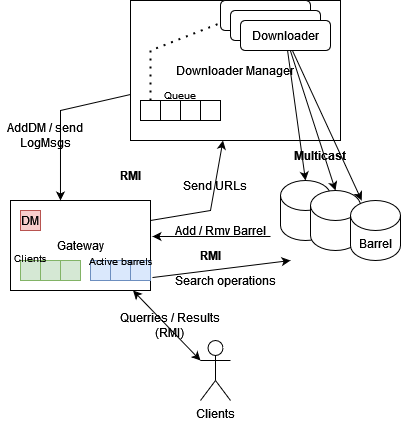 Downloader
Downloader Manager
Queue
AddDM / send
LogMsgs
Multicast
RMI
Send URLs
DM
Add / Rmv Barrel
Barrel
Gateway
RMI
Clients
Active barrels
Search operations
Querries / Results
(RMI)
Clients